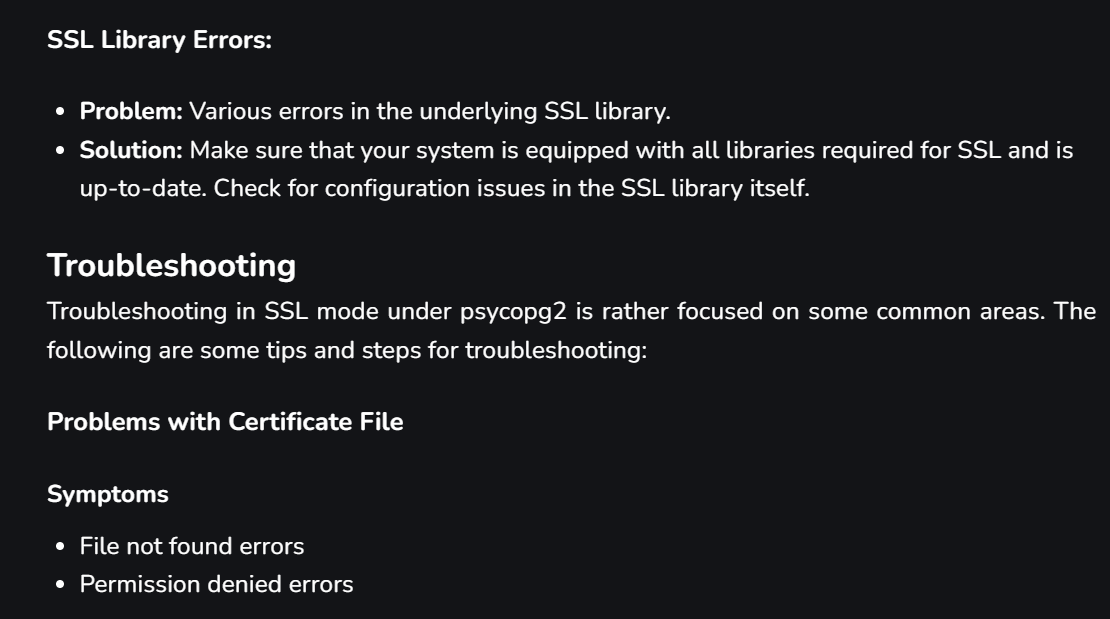 SSL Library Errors:
• Problem: Various errors in the underlying SSL library.
• Solution: Make sure that your system is equipped with all libraries required for SSL and is
up-to-date. Check for configuration issues in the SSL library itself.
Troubleshooting
Troubleshooting in SSL mode under psycopg2 is rather focused on some common areas. The
following are some tips and steps for troubleshooting:
Problems with Certificate File
Symptoms
• File not found errors
• Permission denied errors